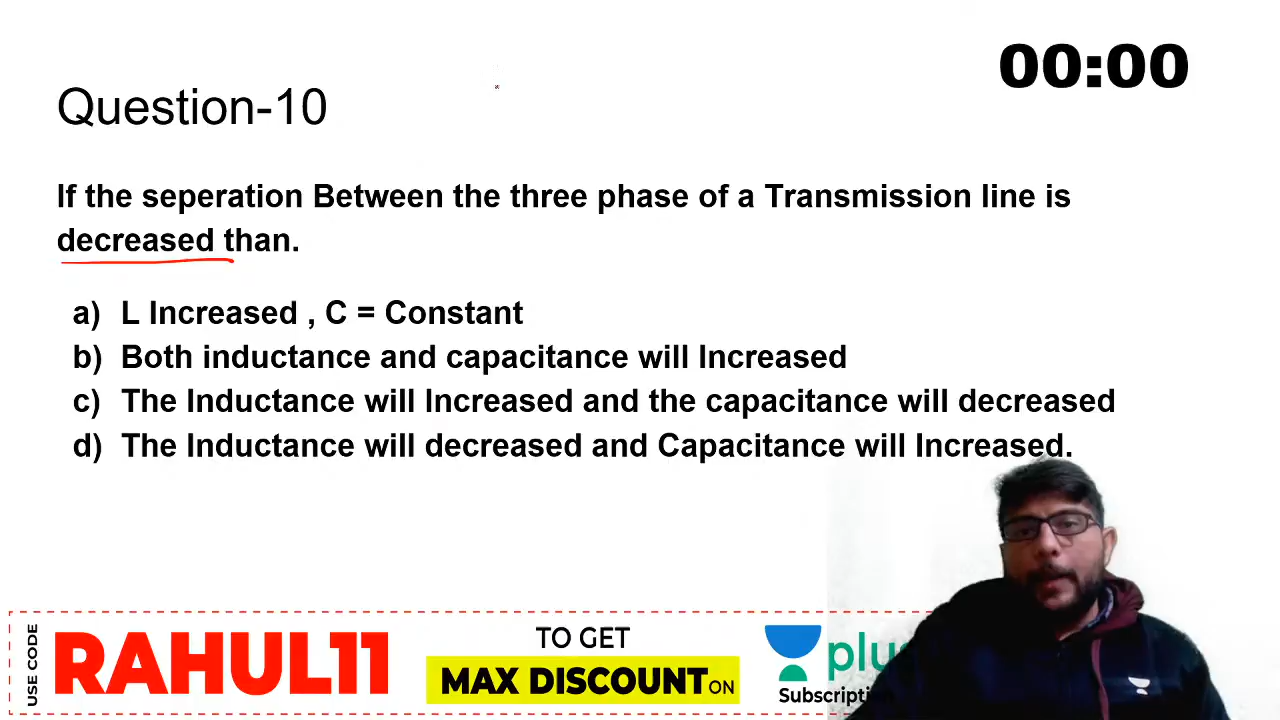 00:00
Question-10
If the seperation Between the three phase of a Transmission line is
decreased than.
a) L Increased , C = Constant
b) Both inductance and capacitance will Increased
c) The Inductance will Increased and the capacitance will decreased
d) The Inductance will decreased and Capacitance will Increased.
USE CODE
RAHUL11
TO GET
MAX DISCOUNT ON
plus
Subscription